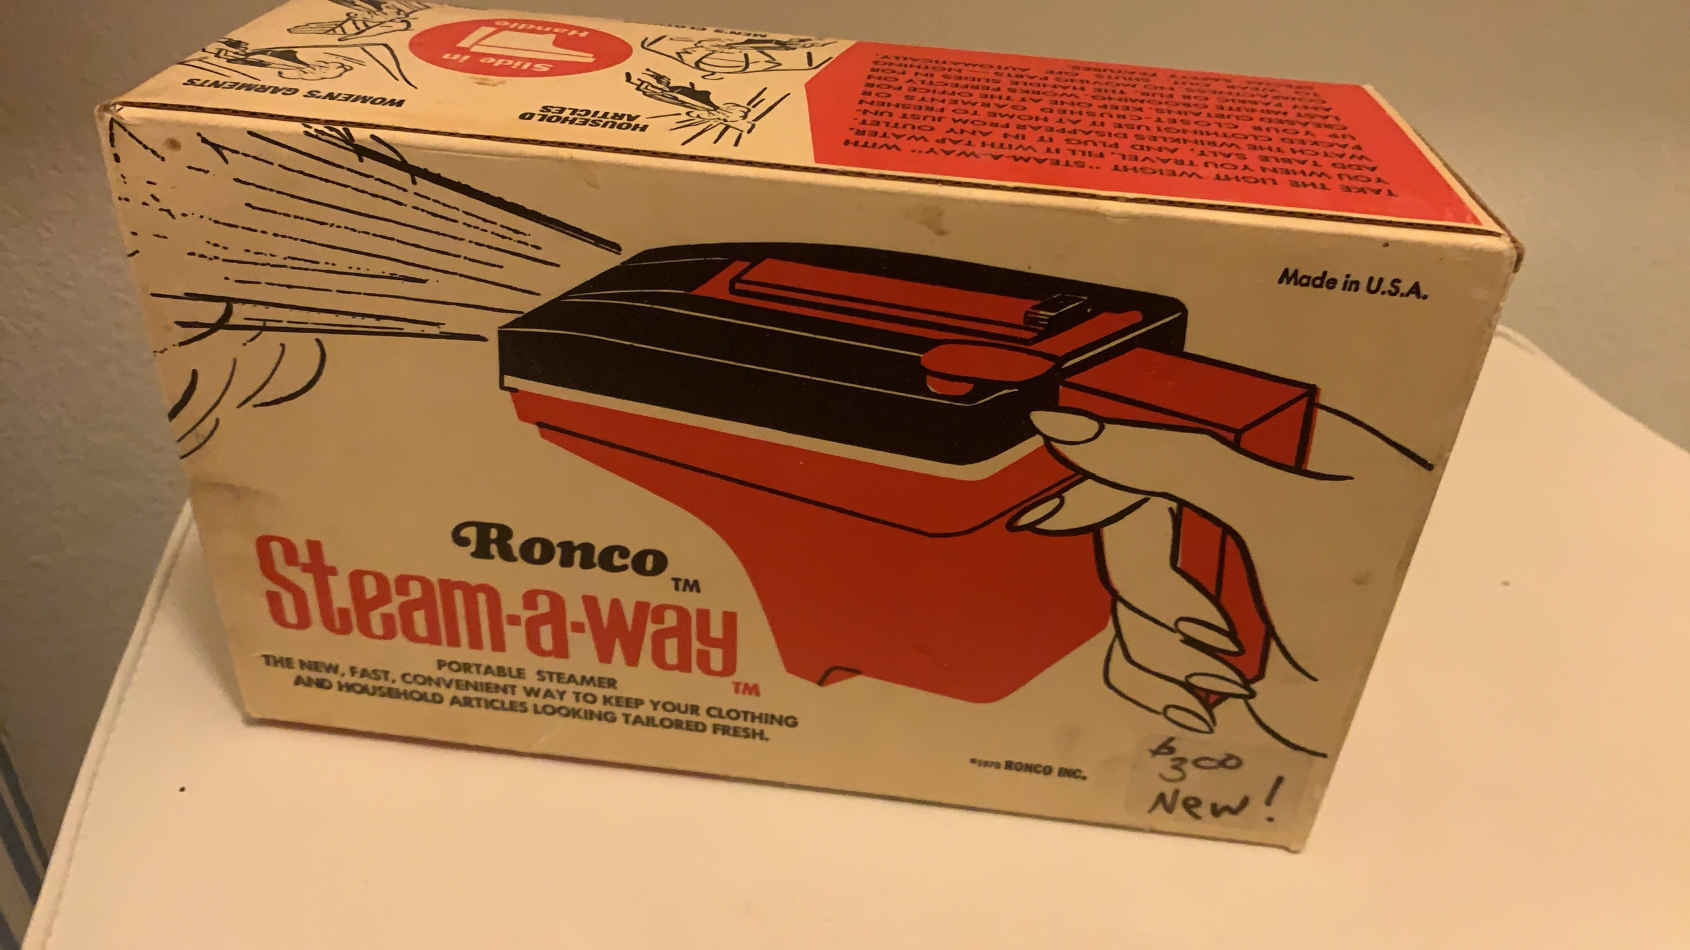 Slide in
Handle
WOMEN'S GARMENTS
HOUSEHOLD
ARTICLES
TAKE THE LIGHT WEIGHT "STEAM-A-WAY" WITH
YOU WHEN YOU TRAVEL, FILL IT WITH TAP WATER,
ADD TABLE SALT, AND PLUG IT IN ANY OUTLET.
WATCH THE WRINKLES DISAPPEAR FROM JUST UN-
PACKED CLOTHING! USE IT AT HOME TO FRESHEN
Made in U.S.A.
Ronco TM
Steam-a-way TM
PORTABLE STEAMER
THE NEW, FAST, CONVENIENT WAY TO KEEP YOUR CLOTHING
AND HOUSEHOLD ARTICLES LOOKING TAILORED FRESH.
RONCO INC.
$3.00
New!